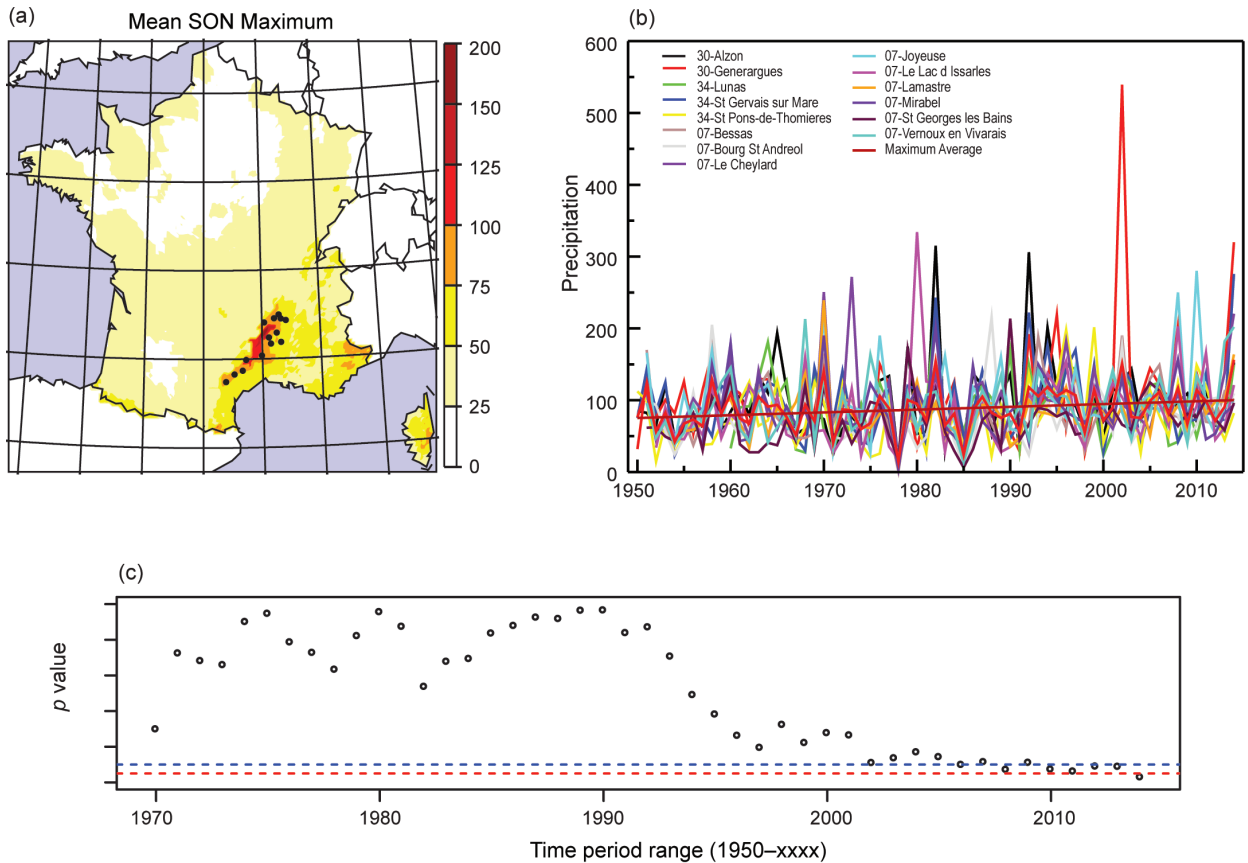 (a)
Mean SON Maximum
200
150
125
100
75
50
25
0
(b)
600
500
400
300
200
100
0
Precipitation
30-Alzon
30-Generargues
34-Lunas
34-St Gervais sur Mare
34-St Pons-de-Thomieres
07-Bessas
07-Bourg St Andreol
07-Le Cheylard
07-Joyeuse
07-Le Lac d Issarles
07-Lamastre
07-Mirabel
07-St Georges les Bains
07-Vernoux en Vivarais
Maximum Average
1950 1960 1970 1980 1990 2000 2010
(c)
p value
1970 1980 1990 2000 2010
Time period range (1950–xxxx)